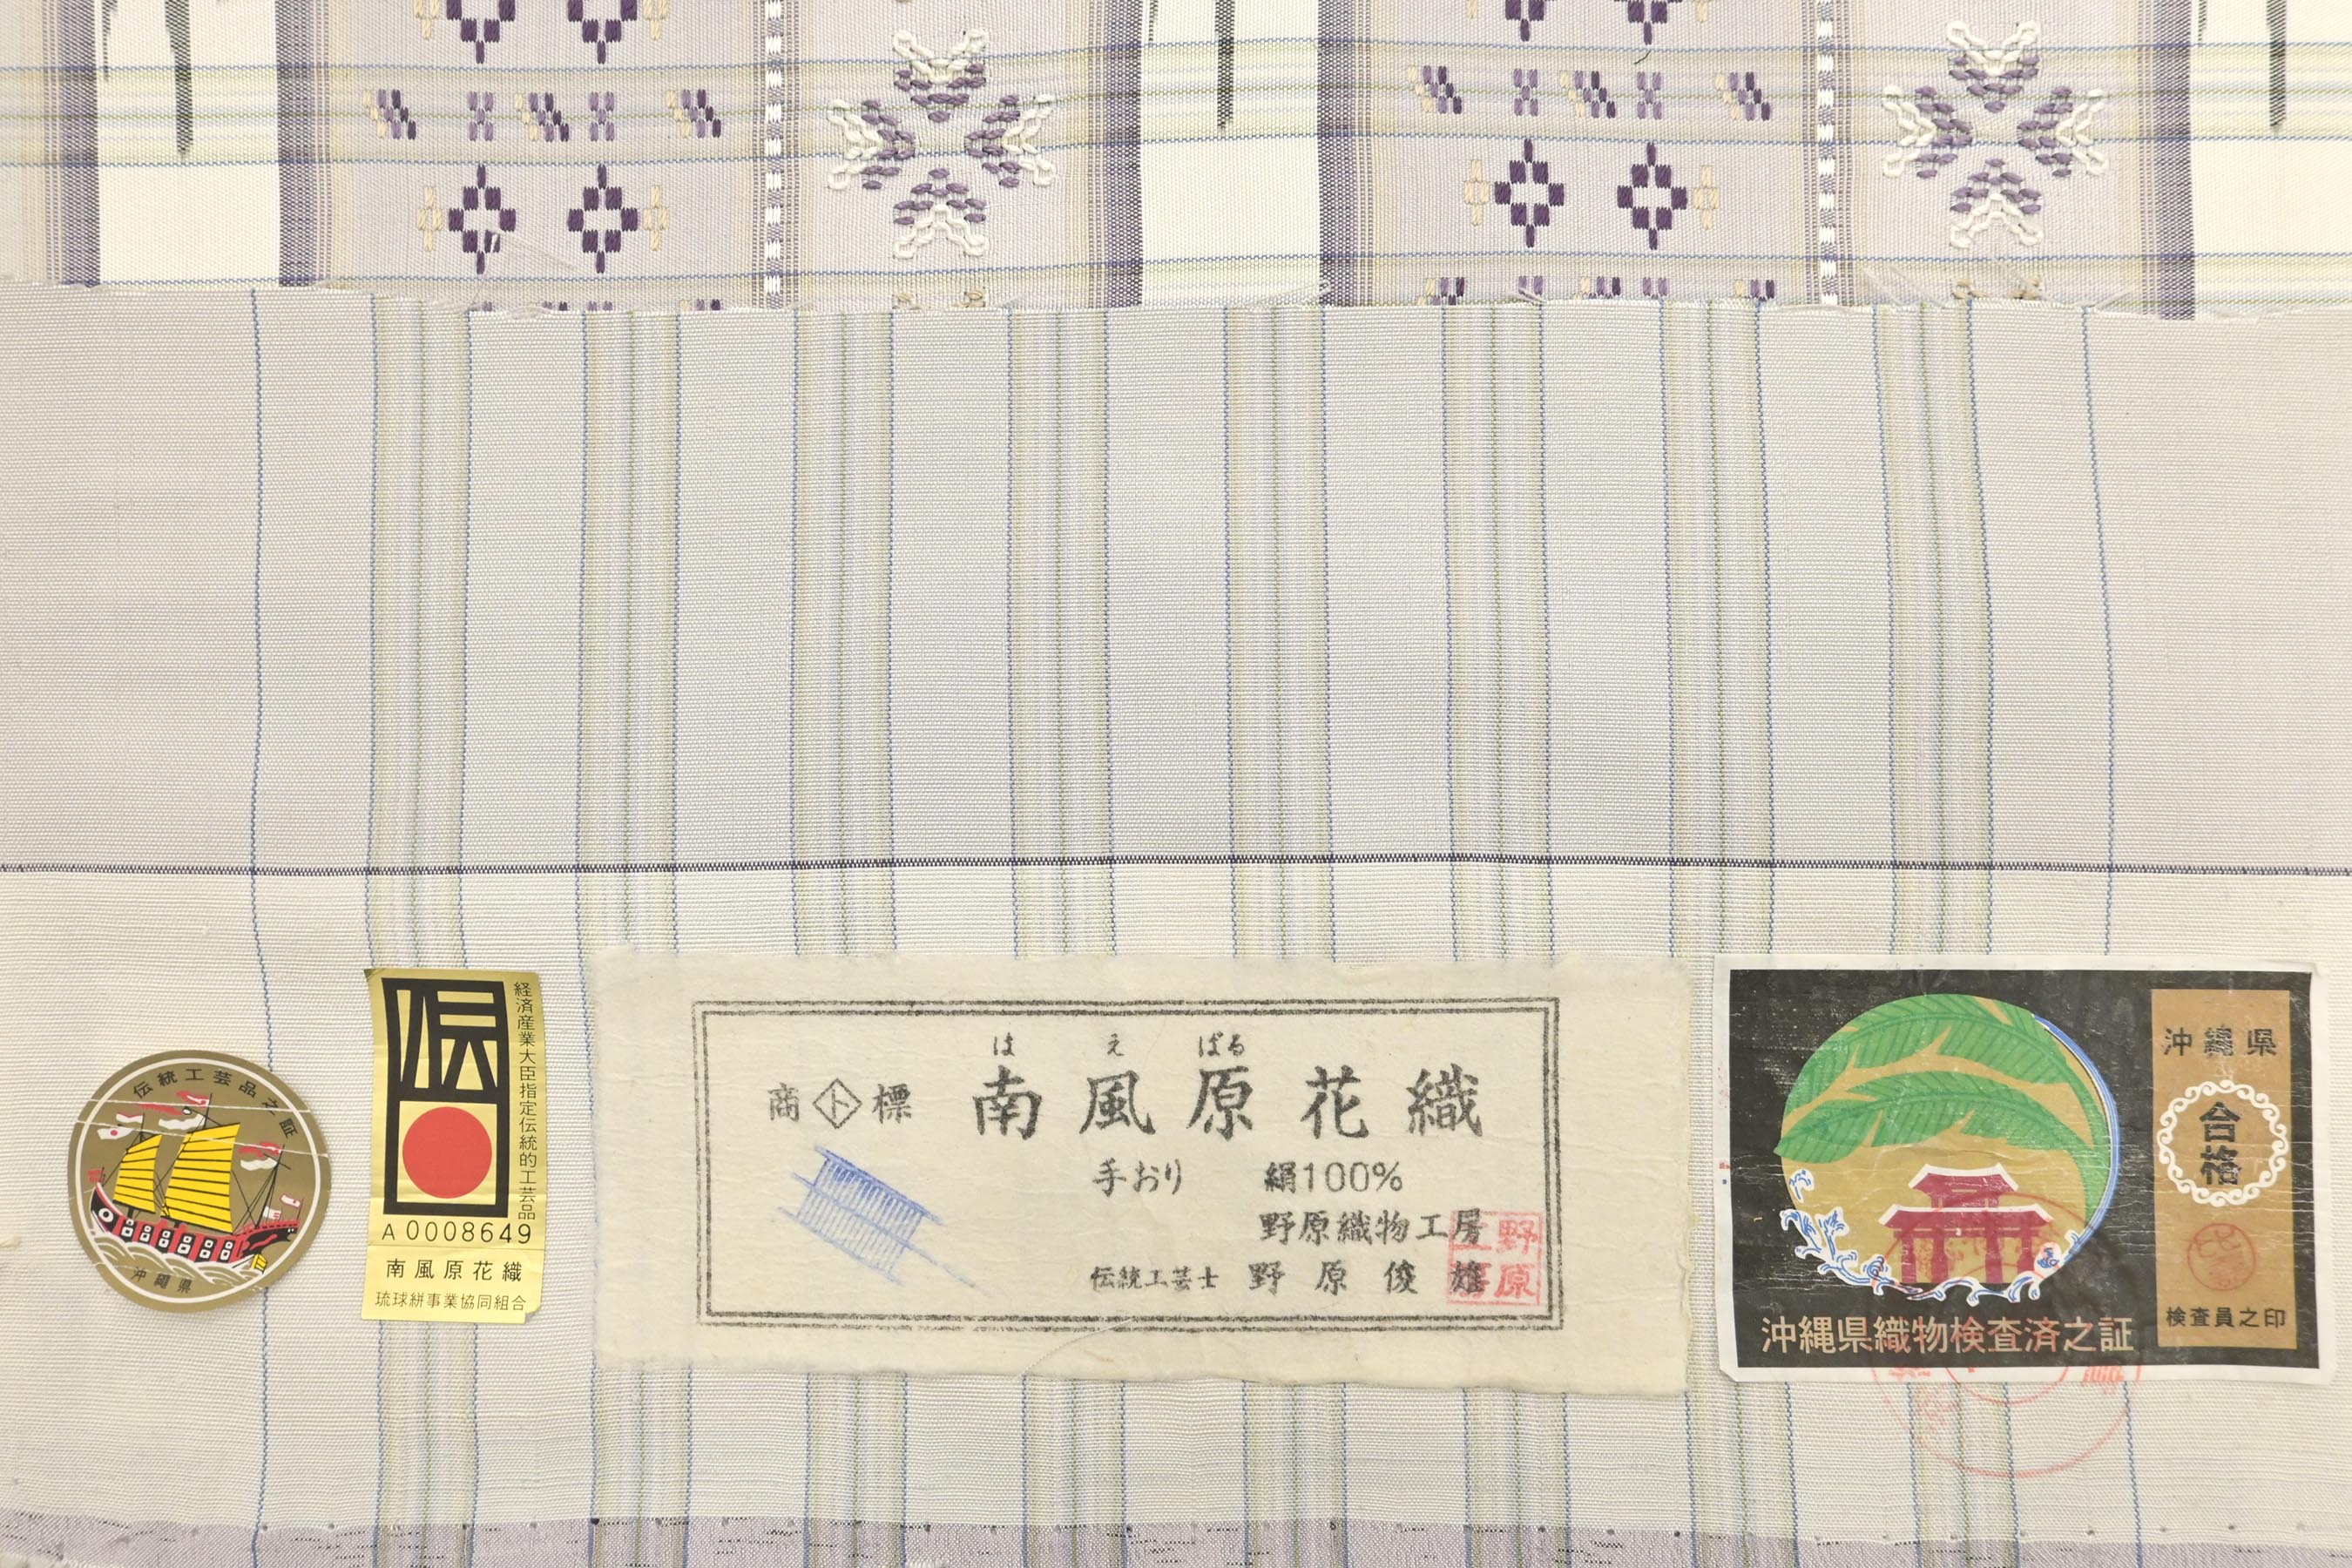 伝統工芸品之証
沖縄県
経済産業大臣指定伝統的工芸品
伝
A 0008649
南風原花織
琉球絣事業協同組合
は え ばる
商 ト 標 南風原花織
手おり 絹100%
野原織物工房
伝統工芸士 野原俊雄
野原工房
沖縄県織物検査済之証
沖縄県
合格
検査員之印